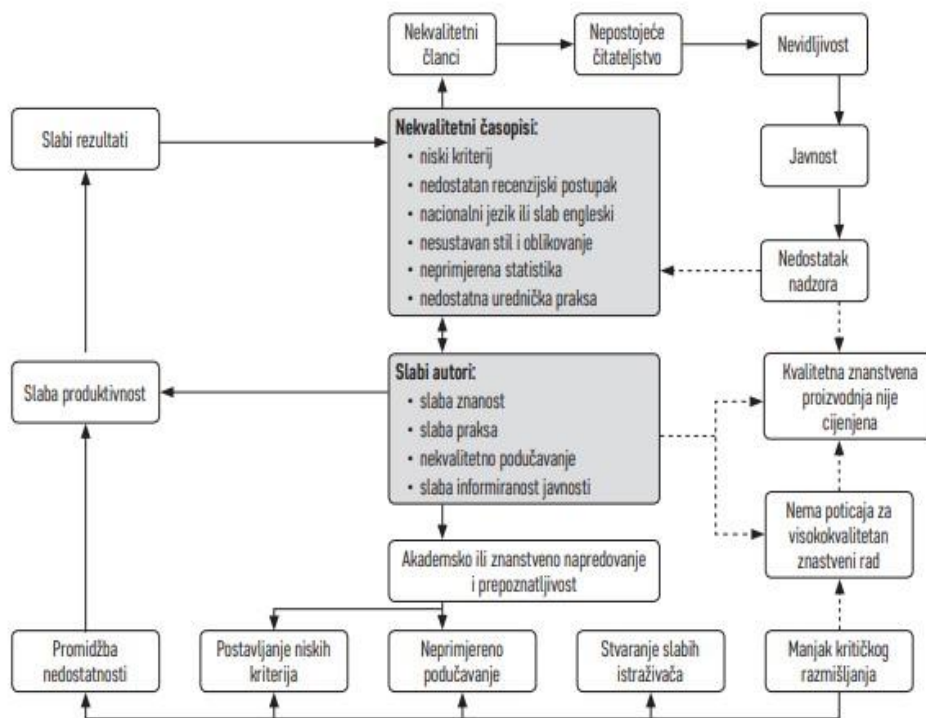 Nekvalitetni
članci
Nepostojeće
čitateljstvo
Nevidljivost
Slabi rezultati
Nekvalitetni časopisi:
• niski kriterij
• nedostatan recenzijski postupak
• nacionalni jezik ili slab engleski
• nesustavan stil i oblikovanje
• neprimjerena statistika
• nedostatna urednička praksa
Javnost
Nedostatak
nadzora
Slaba produktivnost
Slabi autori:
• slaba znanost
• slaba praksa
• nekvalitetno podučavanje
• slaba informiranost javnosti
Kvalitetna znanstvena
proizvodnja nije
cijenjena
Nema poticaja za
visokokvalitetan
znastveni rad
Akademsko ili znanstveno napredovanje
i prepoznatljivost
Promidžba
nedostatnosti
Postavljanje niskih
kriterija
Neprimjereno
podučavanje
Stvaranje slabih
istraživača
Manjak kritičkog
razmišljanja